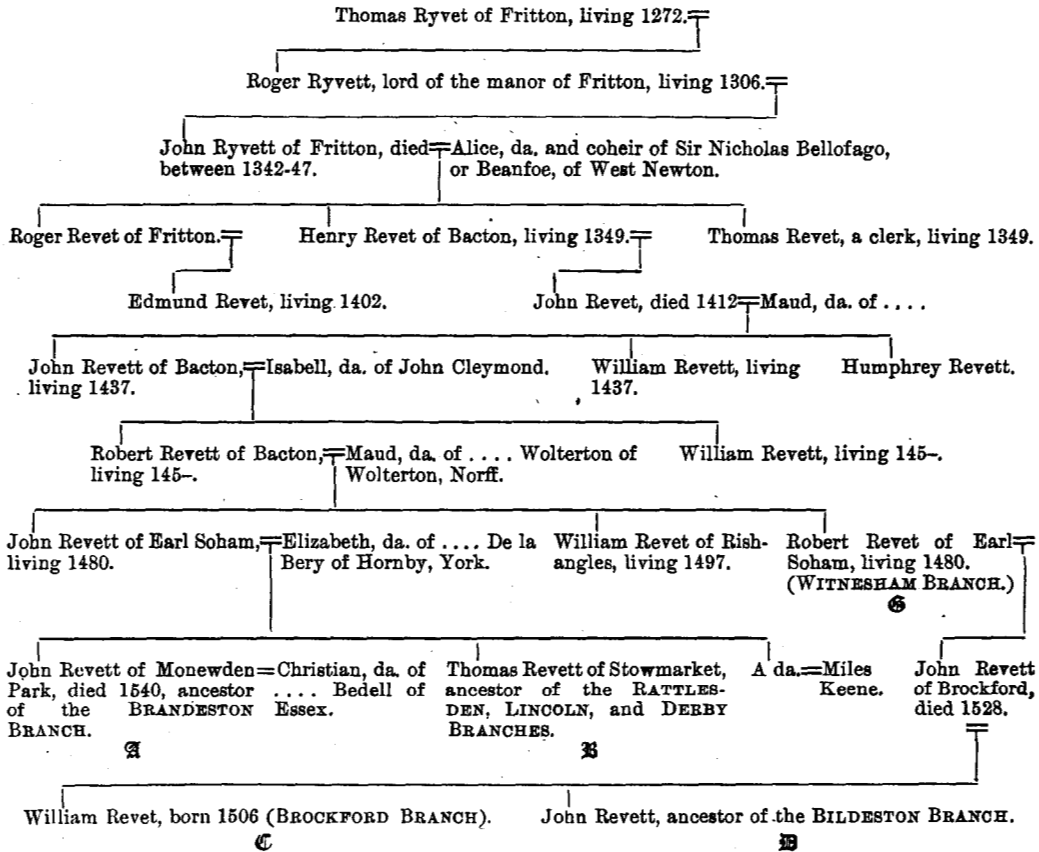 Thomas Ryvet of Fritton, living 1272.
Roger Ryvett, lord of the manor of Fritton, living 1306.
John Ryvett of Fritton, died
between 1342-47.
Alice, da. and coheir of Sir Nicholas Bellofago,
or Beanfoe, of West Newton.
Roger Revet of Fritton.
Henry Revet of Bacton, living 1349.
Thomas Revet, a clerk, living 1349.
Edmund Revet, living 1402.
John Revet, died 1412
Maud, da. of . . . .
John Revett of Bacton,
living 1437.
Isabell, da. of John Cleymond.
William Revett, living
1437.
Humphrey Revett.
Robert Revett of Bacton,
living 145–.
Maud, da. of . . . . Wolterton of
Wolterton, Norff.
William Revett, living 145–.
John Revett of Earl Soham,
living 1480.
Elizabeth, da. of . . . . De la
Bery of Hornby, York.
William Revet of Rish-
angles, living 1497.
Robert Revet of Earl
Soham, living 1480.
(WITNESHAM BRANCH.)
G
John Revett of Monewden
Park, died 1540, ancestor
of the BRANDESTON
BRANCH.
A
Christian, da. of
. . . . Bedell of
Essex.
Thomas Revett of Stowmarket,
ancestor of the RATTLES-
DEN, LINCOLN, and DERBY
BRANCHES.
B
A da.
Miles
Keene.
John Revett
of Brockford,
died 1528.
William Revet, born 1506 (BROCKFORD BRANCH).
C
John Revett, ancestor of the BILDESTON BRANCH.
D